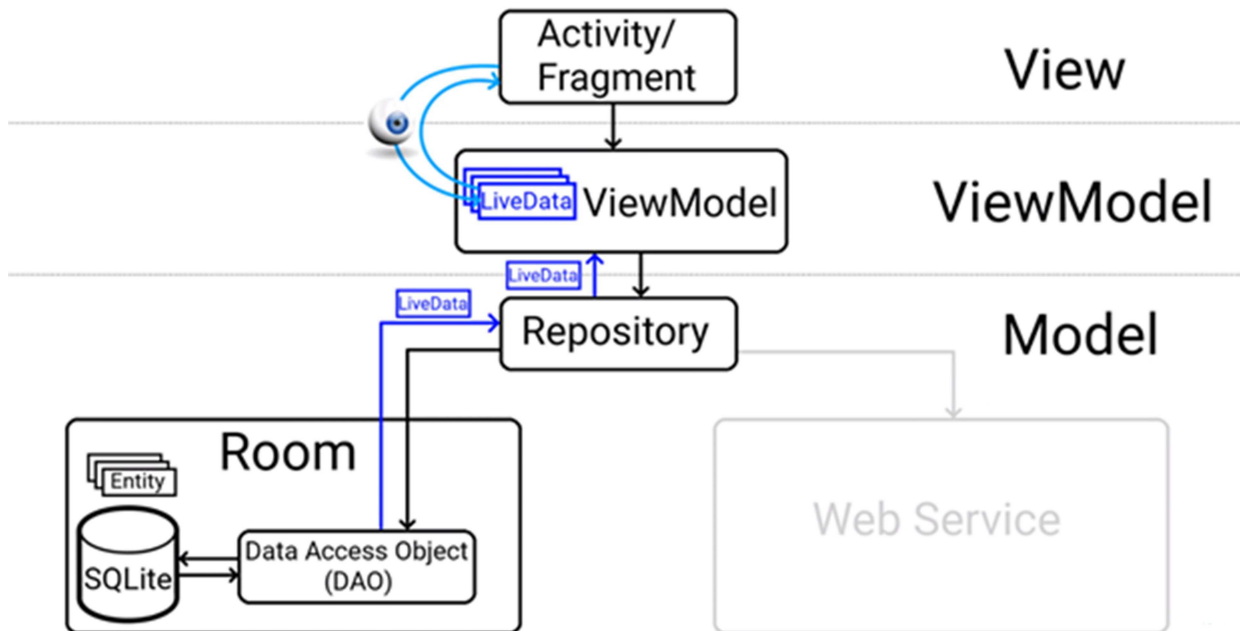 Activity/
Fragment
View
LiveData
ViewModel
ViewModel
LiveData
LiveData
Repository
Model
Room
Entity
SQLite
Data Access Object
(DAO)
Web Service